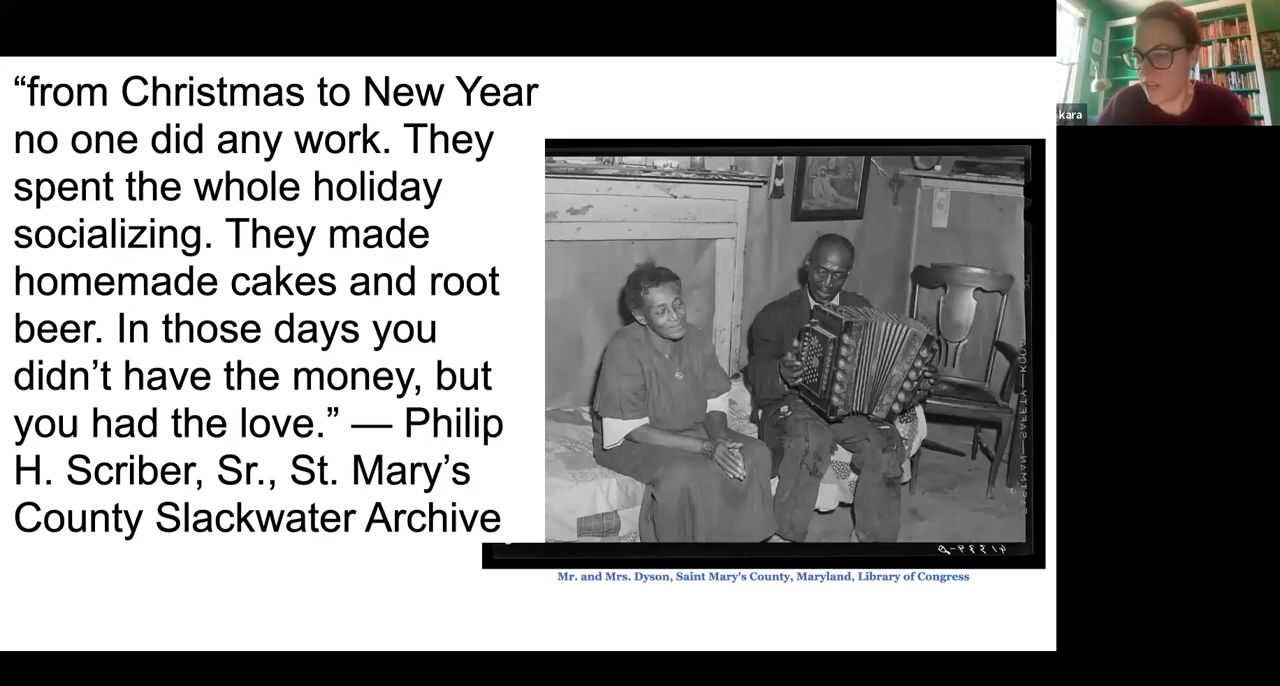 “from Christmas to New Year
no one did any work. They
spent the whole holiday
socializing. They made
homemade cakes and root
beer. In those days you
didn’t have the money, but
you had the love.” — Philip
H. Scriber, Sr., St. Mary’s
County Slackwater Archive
Mr. and Mrs. Dyson, Saint Mary's County, Maryland, Library of Congress
kara